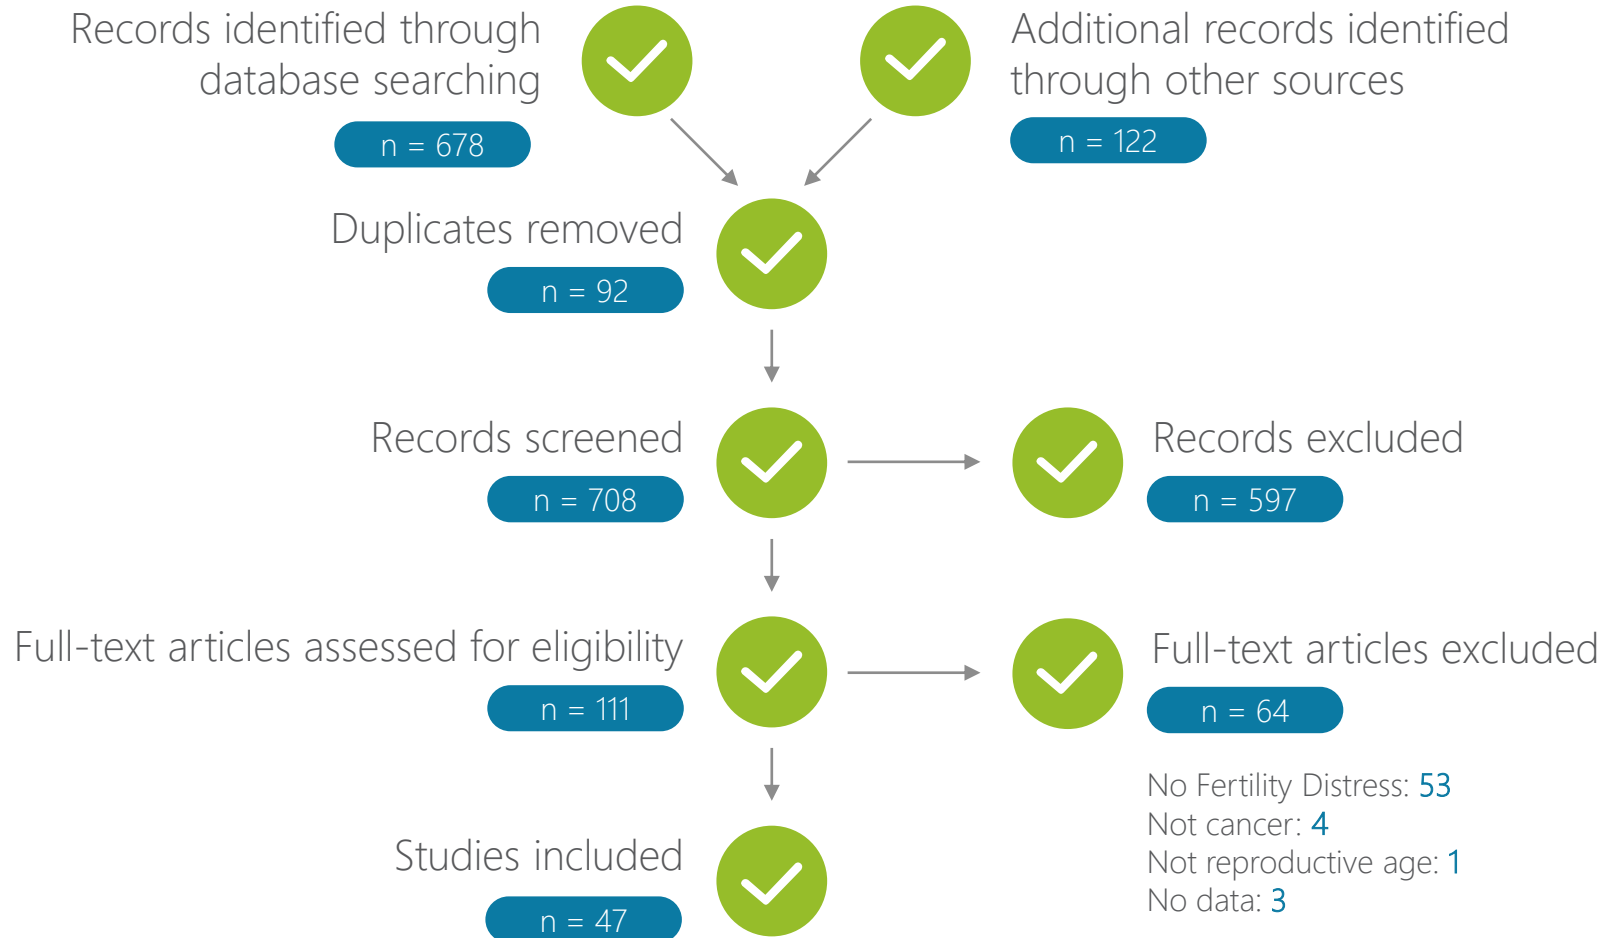 Records identified through
database searching
n = 678
Additional records identified
through other sources
n = 122
Duplicates removed
n = 92
Records screened
n = 708
Records excluded
n = 597
Full-text articles assessed for eligibility
n = 111
Full-text articles excluded
n = 64
No Fertility Distress: 53
Not cancer: 4
Not reproductive age: 1
No data: 3
Studies included
n = 47